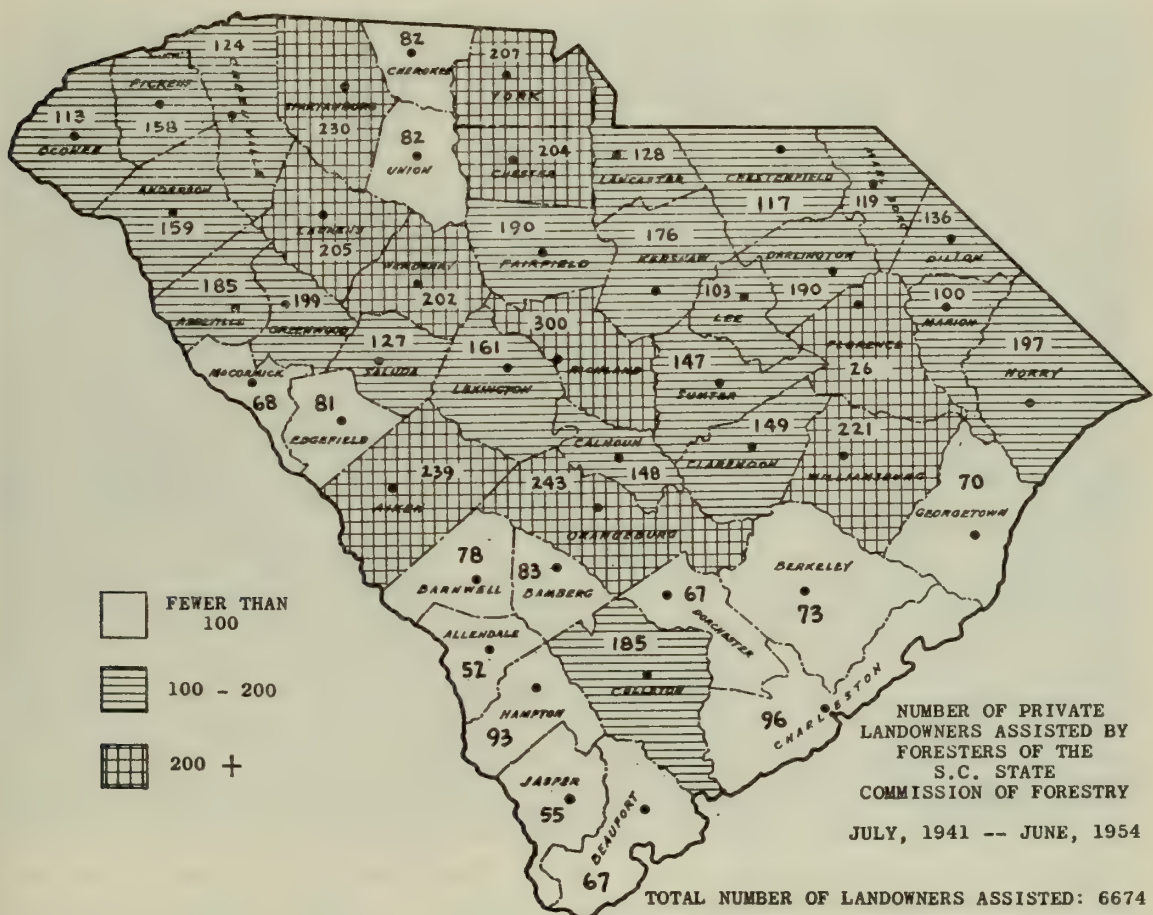 124
82
CHEROKEE
207
YORK
PICKENS
158
113
OCONEE
SPARTANBURG
230
82
UNION
204
CHESTER
128
LANCASTER
CHESTERFIELD
117
119
136
DILLON
ANDERSON
159
LAURENS
205
190
FAIRFIELD
176
KERSHAW
DARLINGTON
190
185
ABBEVILLE
199
GREENWOOD
NEWBERRY
202
103
LEE
100
MARION
300
RICHLAND
127
SALUDA
161
LEXINGTON
147
SUMTER
FLORENCE
26
197
HORRY
McCORMICK
68
81
EDGEFIELD
149
CLARENDON
CALHOUN
148
221
WILLIAMSBURG
239
AIKEN
243
ORANGEBURG
70
GEORGETOWN
78
BARNWELL
83
BAMBERG
67
DORCHESTER
BERKELEY
73
ALLENDALE
52
185
COLLETON
HAMPTON
93
96
CHARLESTON
JASPER
55
BEAUFORT
67
FEWER THAN
100
100 - 200
200 +
NUMBER OF PRIVATE
LANDOWNERS ASSISTED BY
FORESTERS OF THE
S.C. STATE
COMMISSION OF FORESTRY
JULY, 1941 -- JUNE, 1954
TOTAL NUMBER OF LANDOWNERS ASSISTED: 6674